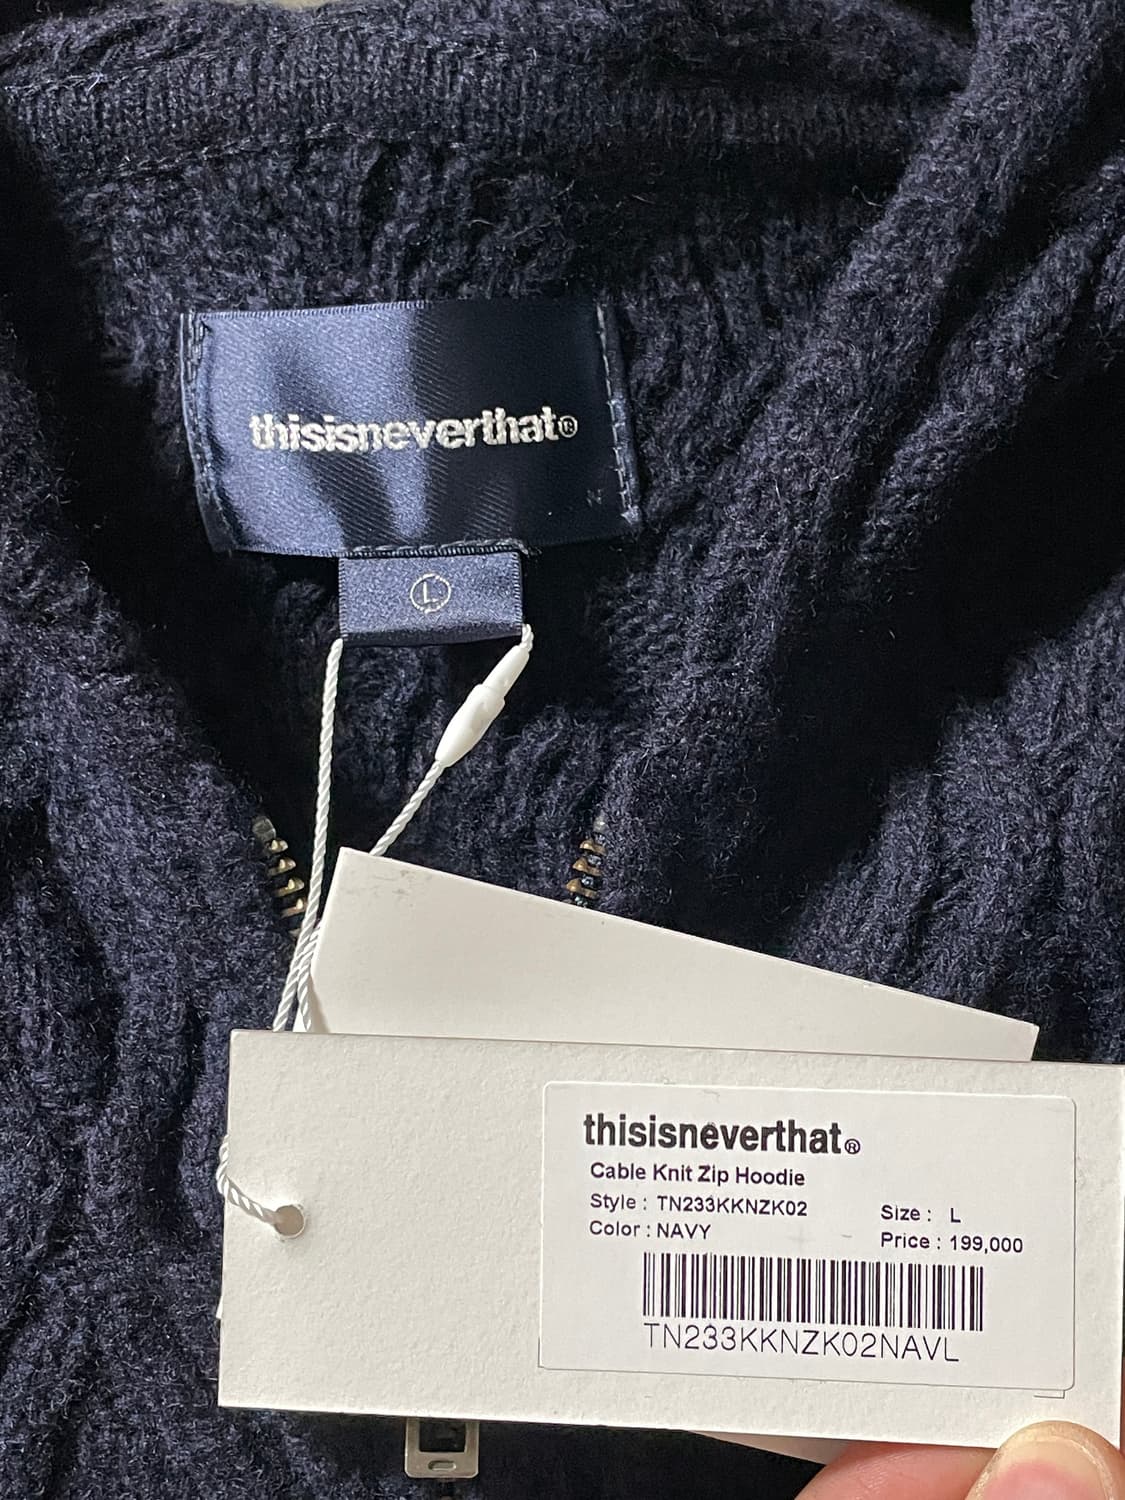 thisisneverthat®
L
thisisneverthat®
Cable Knit Zip Hoodie
Style : TN233KKNZK02
Color : NAVY
Size : L
Price : 199,000
TN233KKNZK02NAVL